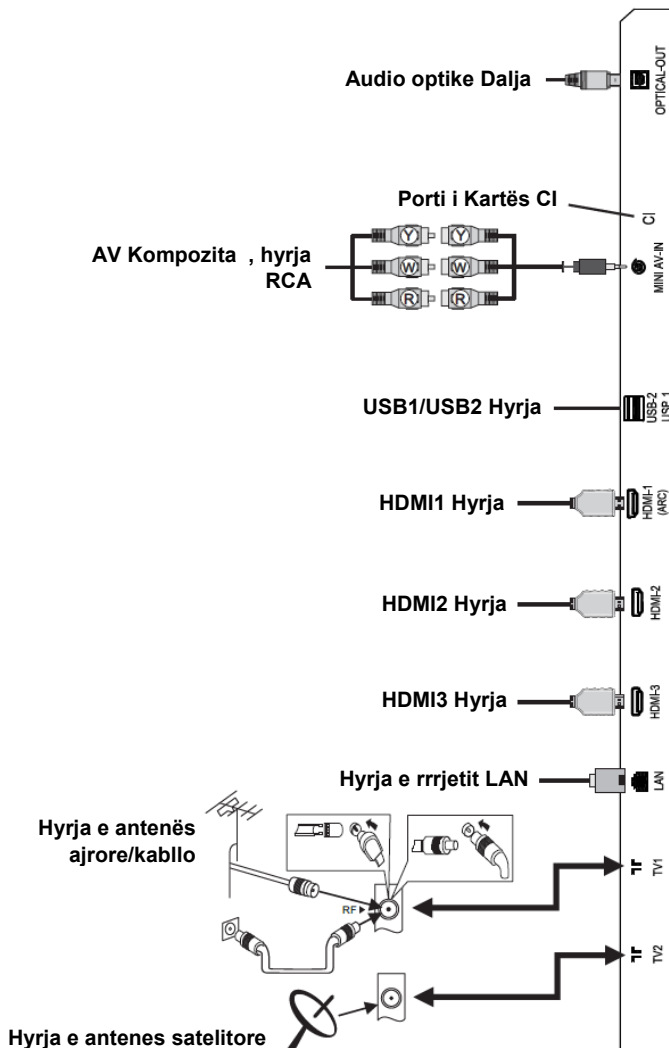 Audio optike Dalja
OPTICAL-OUT
Porti i Kartës CI
CI
AV Kompozita , hyrja
RCA
Y Y
W W
R R
MINI AV-IN
USB1/USB2 Hyrja
USB-2
USB 1
HDMI1 Hyrja
HDMI-1
(ARC)
HDMI2 Hyrja
HDMI-2
HDMI3 Hyrja
HDMI-3
Hyrja e rrrjetit LAN
LAN
Hyrja e antenës
ajrore/kabllo
RF
TV1
TV2
Hyrja e antenes satelitore